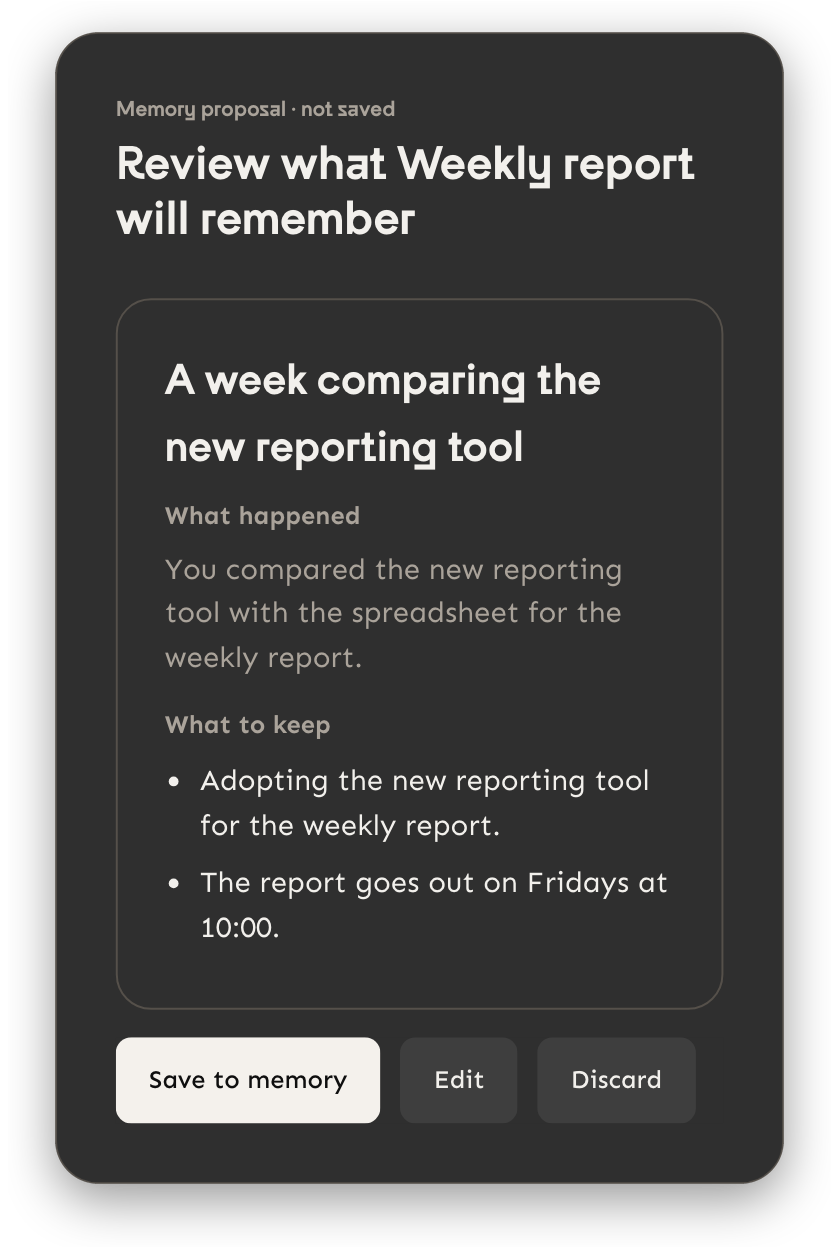 Memory proposal · not saved
Review what Weekly report
will remember
A week comparing the
new reporting tool
What happened
You compared the new reporting
tool with the spreadsheet for the
weekly report.
What to keep
• Adopting the new reporting tool
for the weekly report.
• The report goes out on Fridays at
10:00.
Save to memory
Edit
Discard